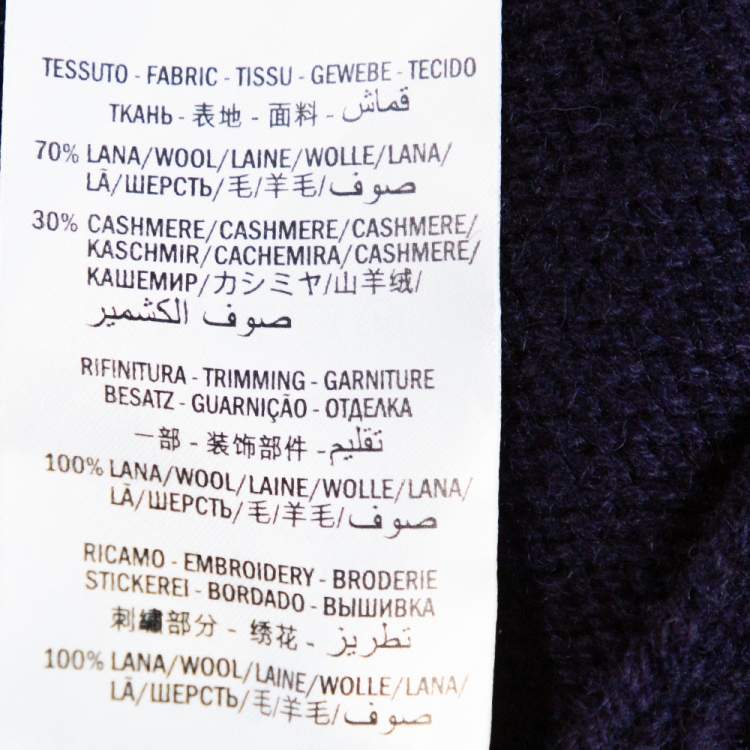 TESSUTO - FABRIC - TISSU - GEWEBE - TECIDO
ТКАНЬ - 表地 - 面料 - قماش
70% LANA/WOOL/LAINE/WOLLE/LANA/
LÃ/ШЕРСТЬ/毛/羊毛/صوف
30% CASHMERE/CASHMERE/CASHMERE/
KASCHMIR/CACHEMIRA/CASHMERE/
КАШЕМИР/カシミヤ/山羊绒/
صوف الكشمير
RIFINITURA - TRIMMING - GARNITURE
BESATZ - GUARNIÇÃO - ОТДЕЛКА
一部 - 装饰部件 - تقليم
100% LANA/WOOL/LAINE/WOLLE/LANA/
LÃ/ШЕРСТЬ/毛/羊毛/صوف
RICAMO - EMBROIDERY - BRODERIE
STICKEREI - BORDADO - ВЫШИВКА
刺繍部分 - 绣花 - تطريز
100% LANA/WOOL/LAINE/WOLLE/LANA/
LÃ/ШЕРСТЬ/毛/羊毛/صوف